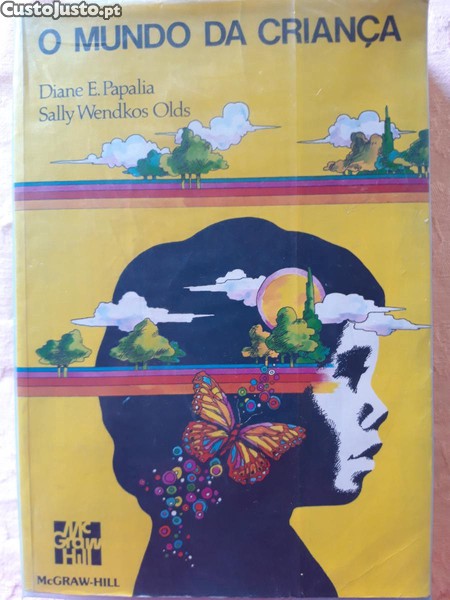 CustoJusto.pt
O MUNDO DA CRIANÇA
Diane E. Papalia
Sally Wendkos Olds
Mc
Graw
Hill
McGRAW-HILL